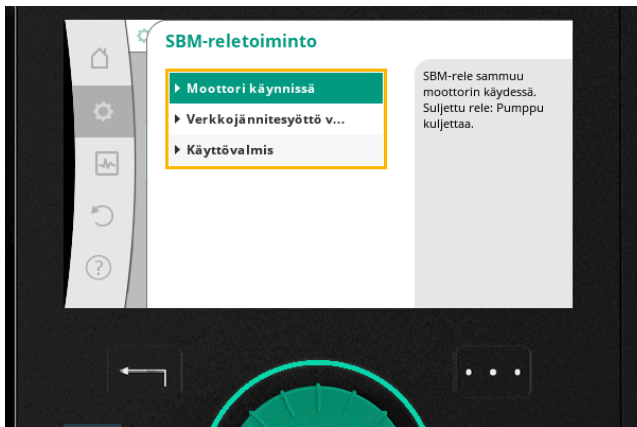 SBM-reletoiminto
Moottori käynnissä
Verkkojännitesyöttö v...
Käyttövalmis
SBM-rele sammuu
moottorin käydessä.
Suljettu rele: Pumppu
kuljettaa.